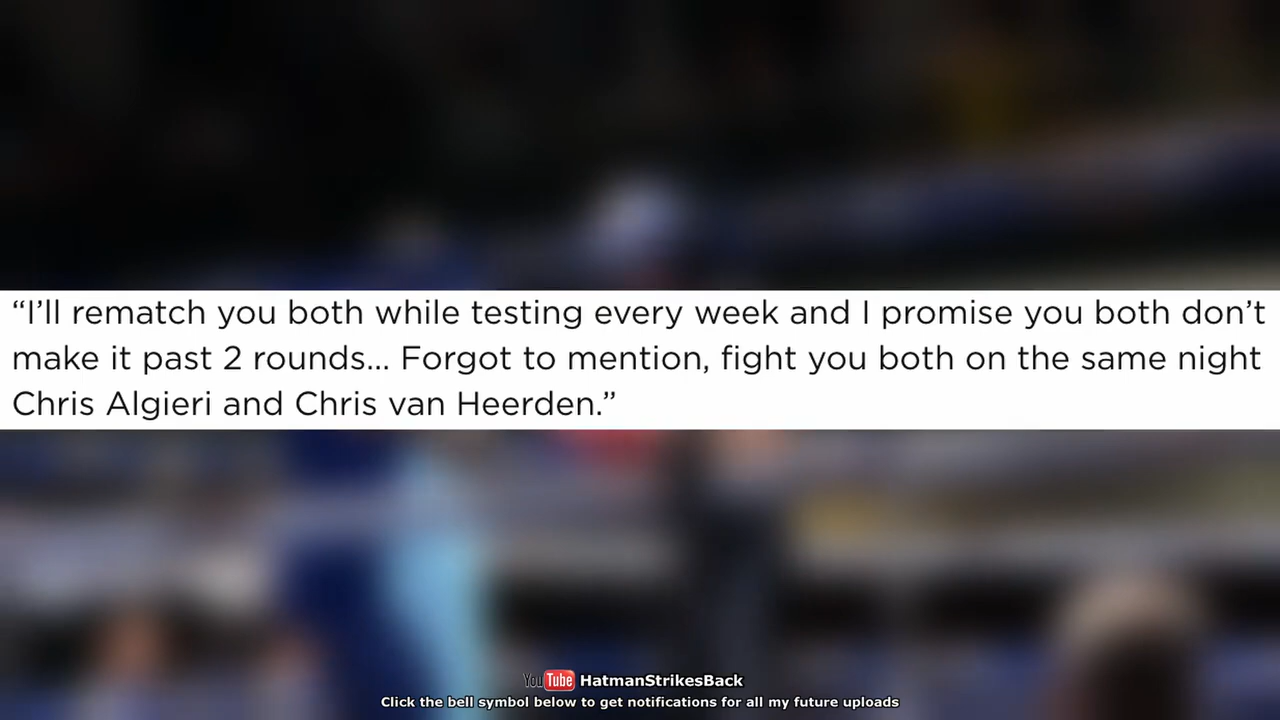 “I’ll rematch you both while testing every week and I promise you both don’t
make it past 2 rounds... Forgot to mention, fight you both on the same night
Chris Algieri and Chris van Heerden.”
YouTube HatmanStrikesBack
Click the bell symbol below to get notifications for all my future uploads